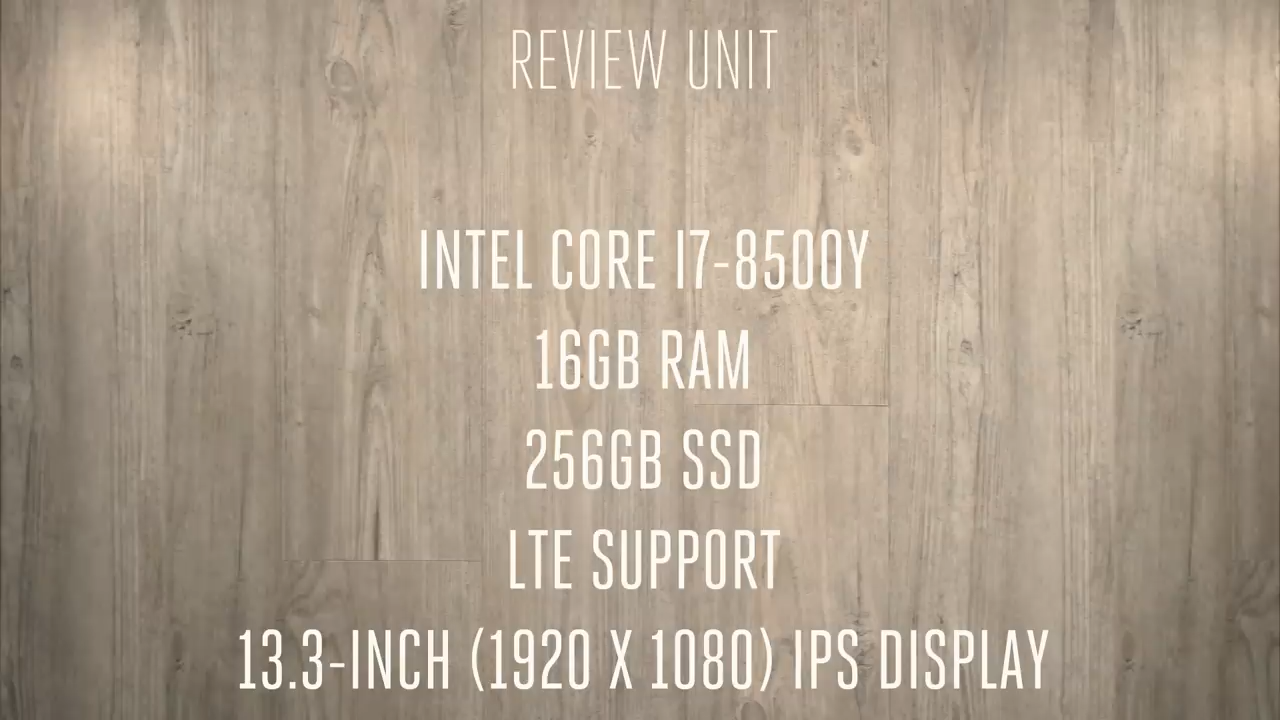 REVIEW UNIT
INTEL CORE I7-8500Y
16GB RAM
256GB SSD
LTE SUPPORT
13.3-INCH (1920 X 1080) IPS DISPLAY